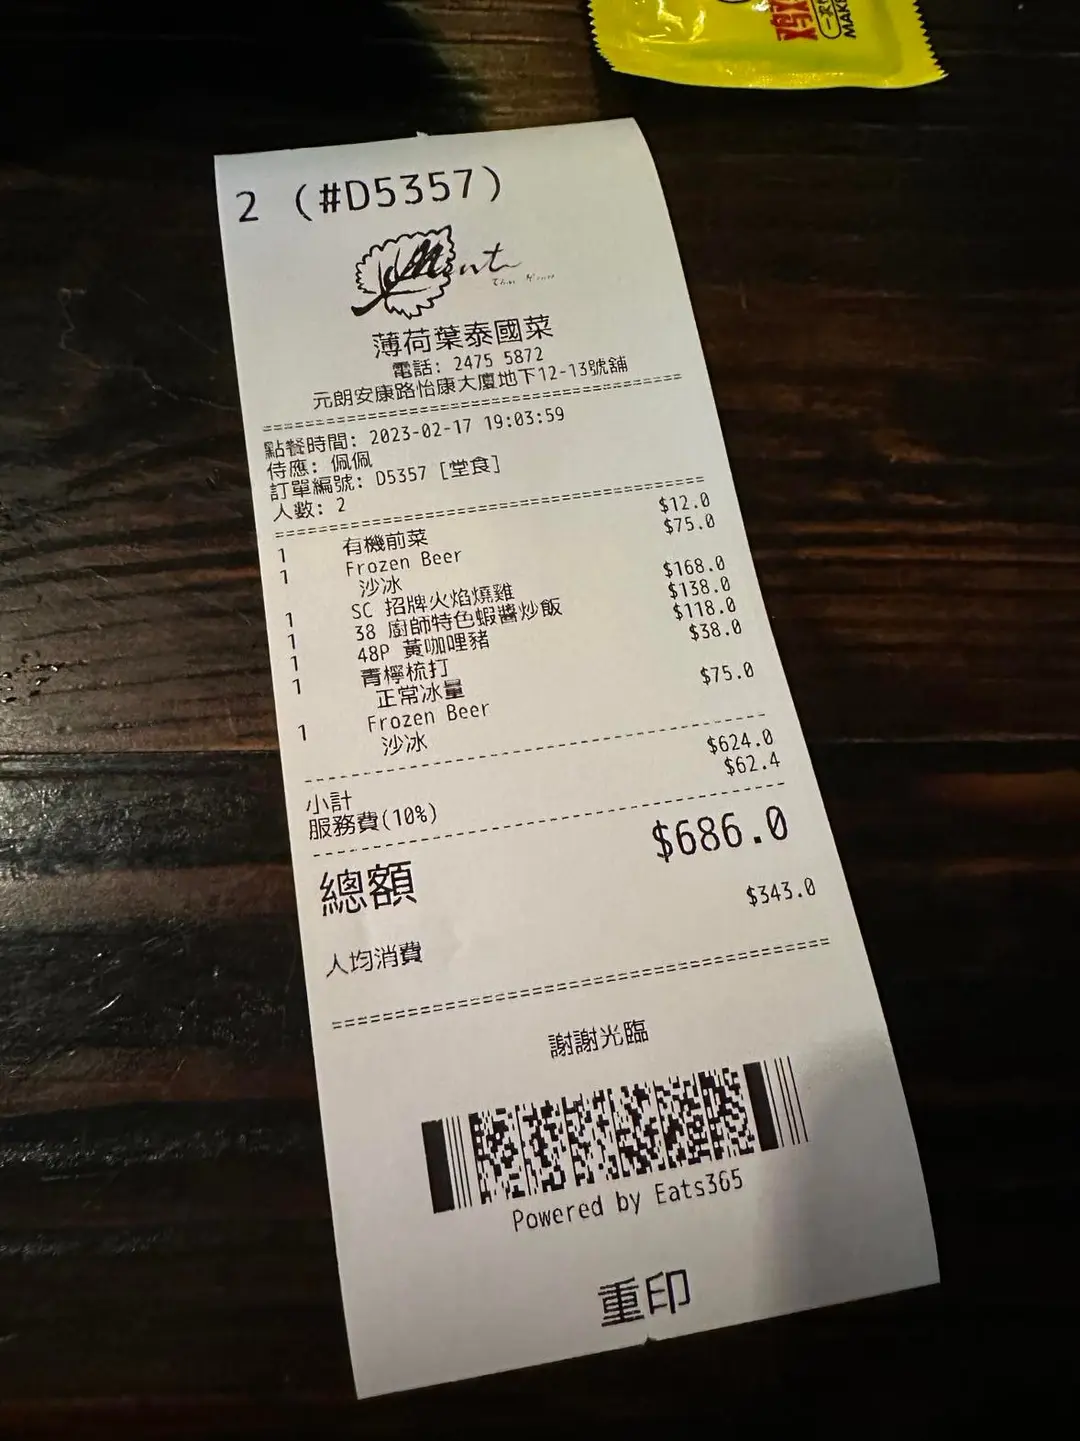 2 (#D5357)
Mint
薄荷葉泰國菜
電話: 2475 5872
元朗安康路怡康大廈地下12-13號舖
點餐時間: 2023-02-17 19:03:59
侍應: 佩佩
訂單編號: D5357 [堂食]
人數: 2
1 有機前菜 $12.0
1 Frozen Beer $75.0
沙冰
1 SC 招牌火焰燒雞 $168.0
1 38 廚師特色蝦醬炒飯 $138.0
1 48P 黃咖哩豬 $118.0
1 青檸梳打 $38.0
正常冰量
1 Frozen Beer $75.0
沙冰
小計 $624.0
服務費(10%) $62.4
總額 $686.0
人均消費 $343.0
謝謝光臨
Powered by Eats365
重印